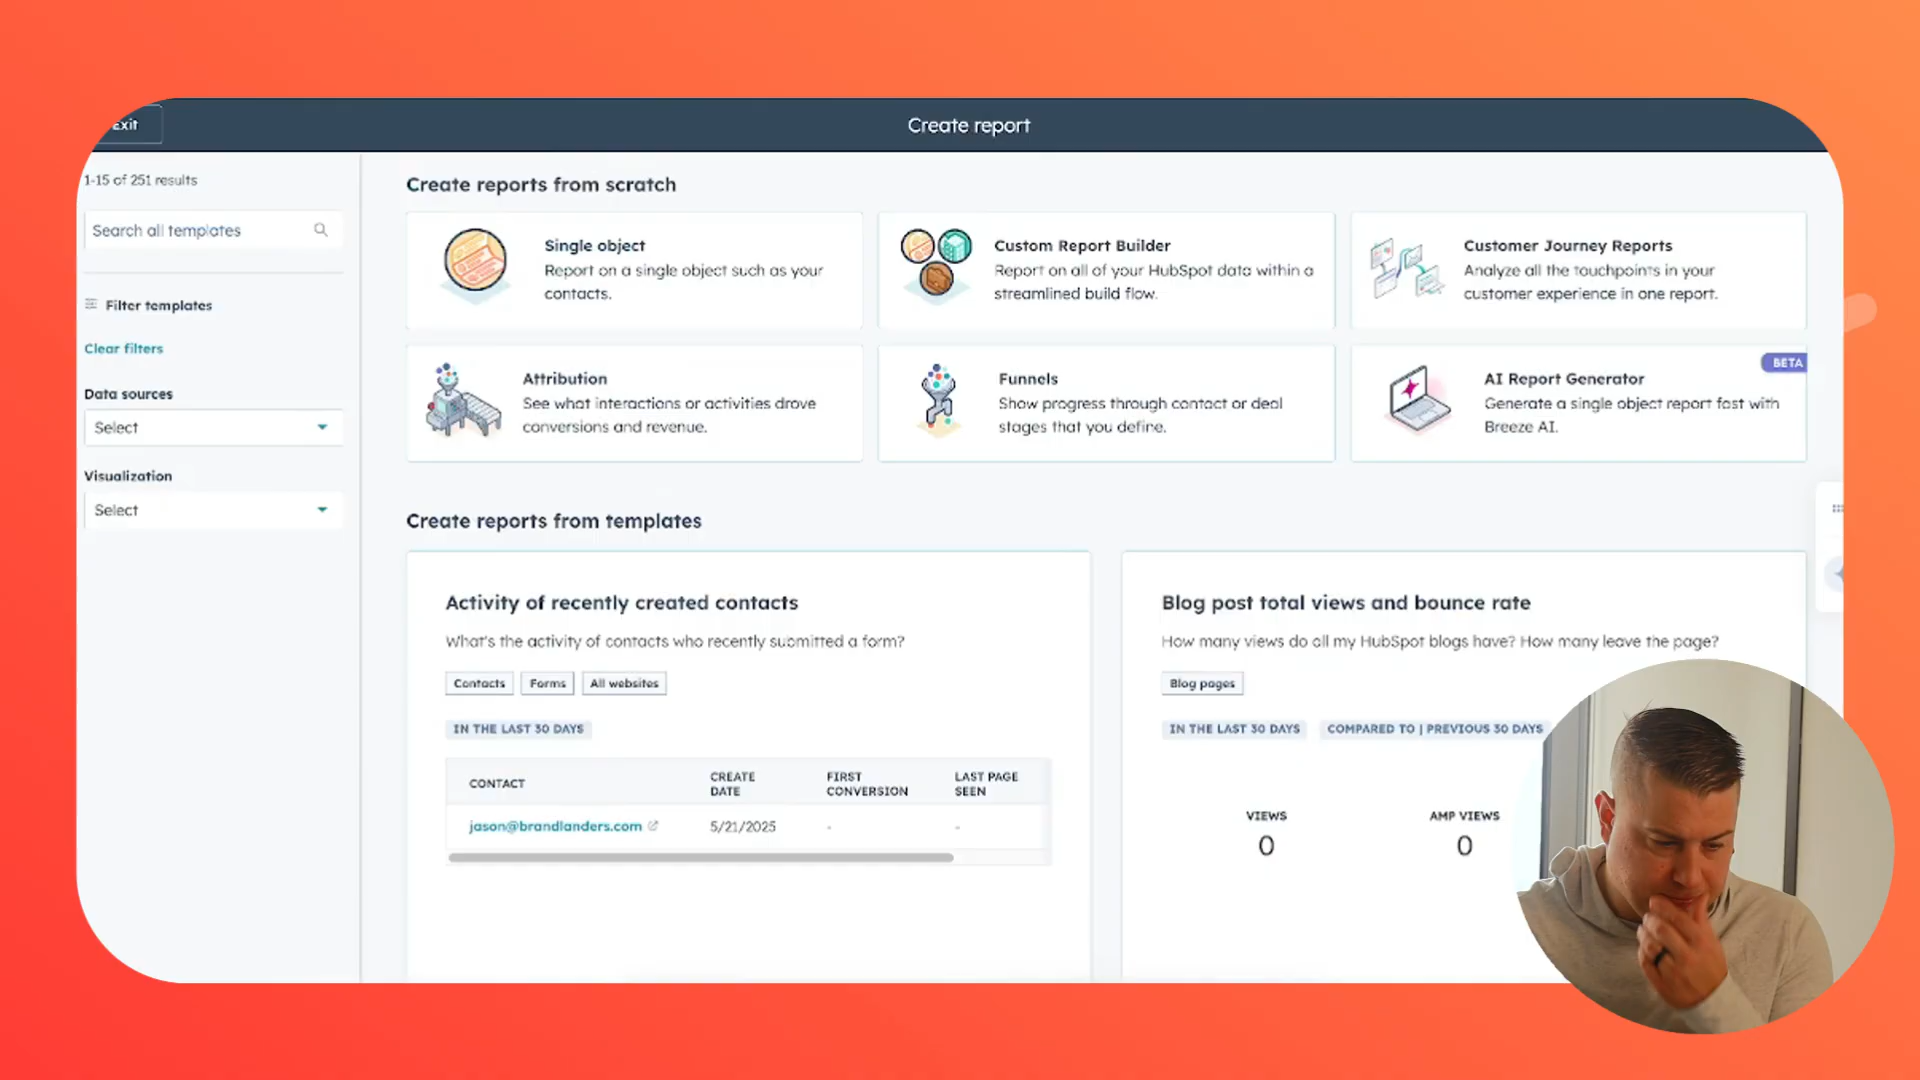 Exit
Create report
1-15 of 251 results
Search all templates
Filter templates
Clear filters
Data sources
Select
Visualization
Select
Create reports from scratch
Single object
Report on a single object such as your
contacts.
Custom Report Builder
Report on all of your HubSpot data within a
streamlined build flow.
Customer Journey Reports
Analyze all the touchpoints in your
customer experience in one report.
Attribution
See what interactions or activities drove
conversions and revenue.
Funnels
Show progress through contact or deal
stages that you define.
BETA
AI Report Generator
Generate a single object report fast with
Breeze AI.
Create reports from templates
Activity of recently created contacts
What's the activity of contacts who recently submitted a form?
Contacts Forms All websites
IN THE LAST 30 DAYS
CONTACT CREATE DATE FIRST CONVERSION LAST PAGE SEEN
jason@brandlanders.com 5/21/2025 - -
Blog post total views and bounce rate
How many views do all my HubSpot blogs have? How many leave the page?
Blog pages
IN THE LAST 30 DAYS COMPARED TO | PREVIOUS 30 DAYS
VIEWS AMP VIEWS
0 0